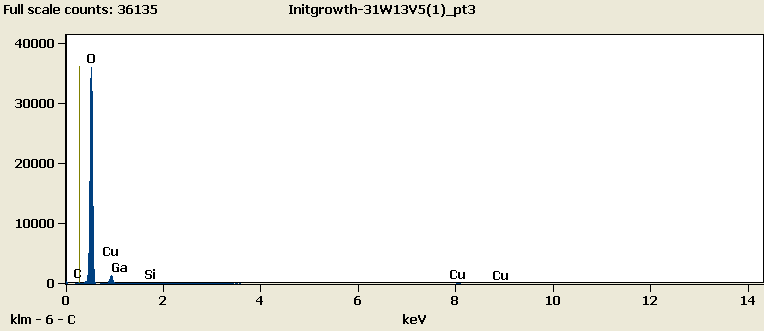 Full scale counts: 36135 Initgrowth-31W13V5(1)_pt3
40000
O
30000
20000
10000
Cu
Ga
C Si Cu Cu
0
0 2 4 6 8 10 12 14
klm - 6 - C keV